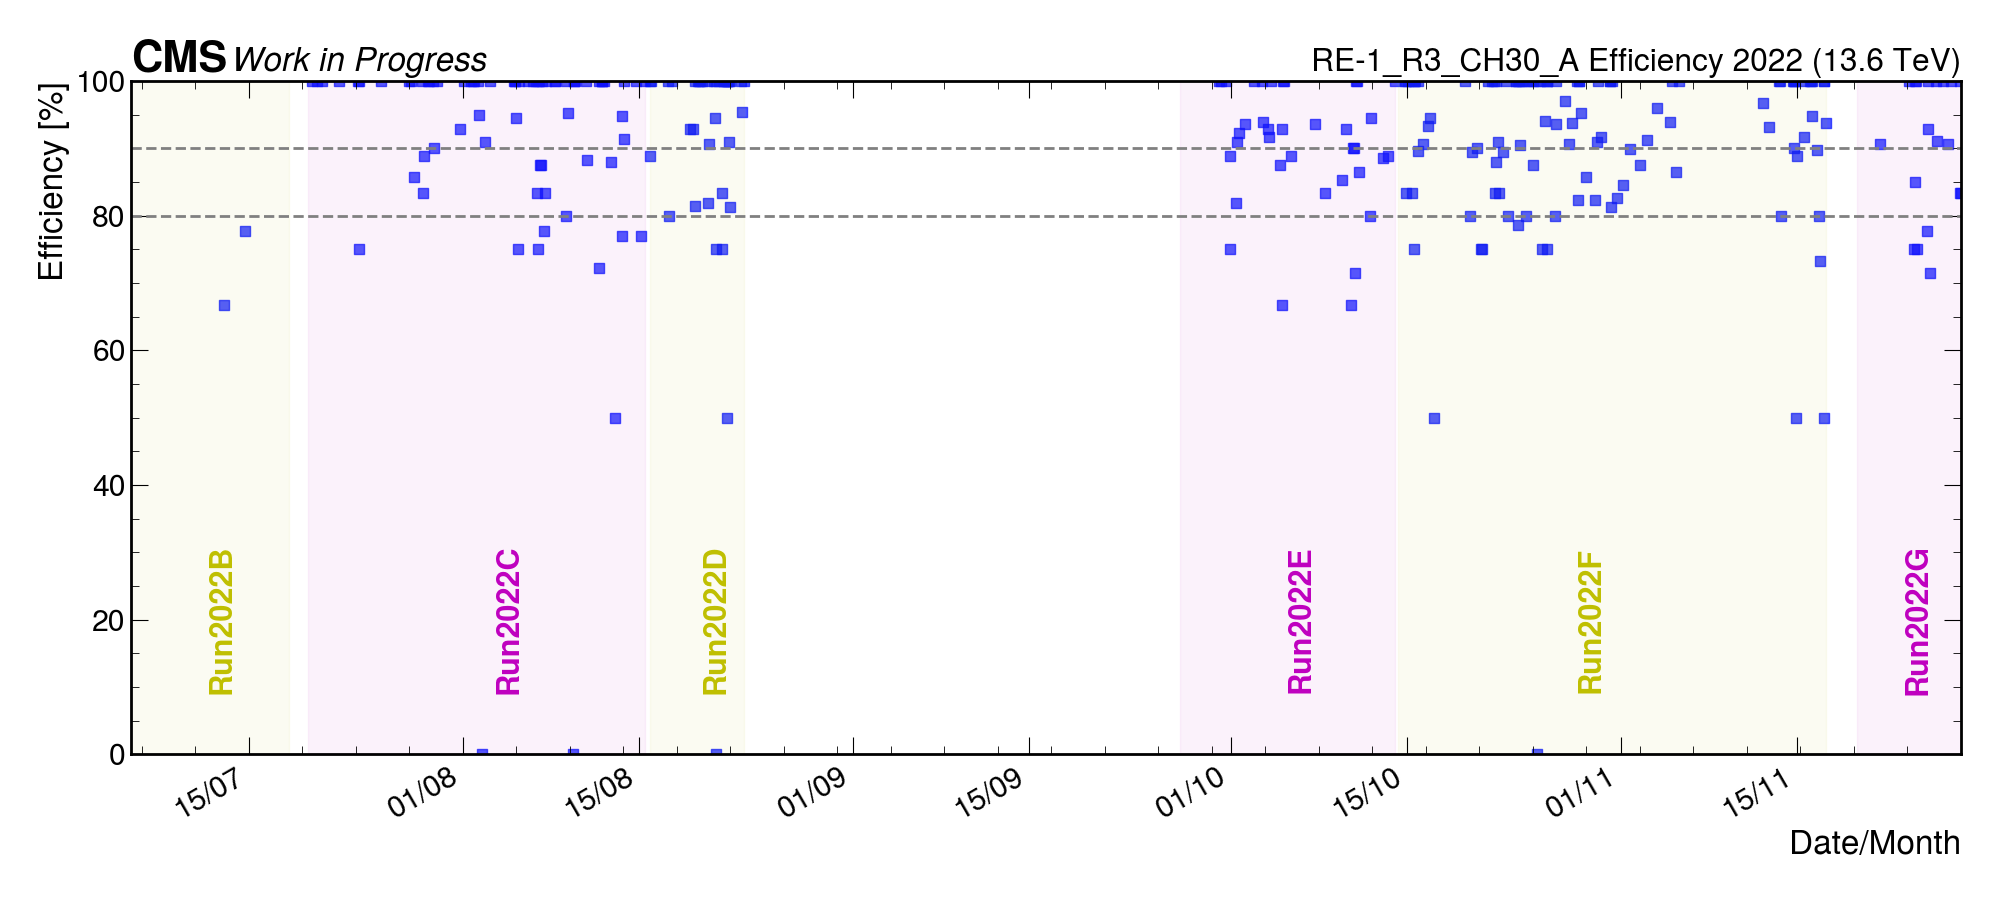 CMS Work in Progress
RE-1_R3_CH30_A Efficiency 2022 (13.6 TeV)
Efficiency [%]
100
80
60
40
20
0
Run2022B
Run2022C
Run2022D
Run2022E
Run2022F
Run2022G
15/07
01/08
15/08
01/09
15/09
01/10
15/10
01/11
15/11
Date/Month